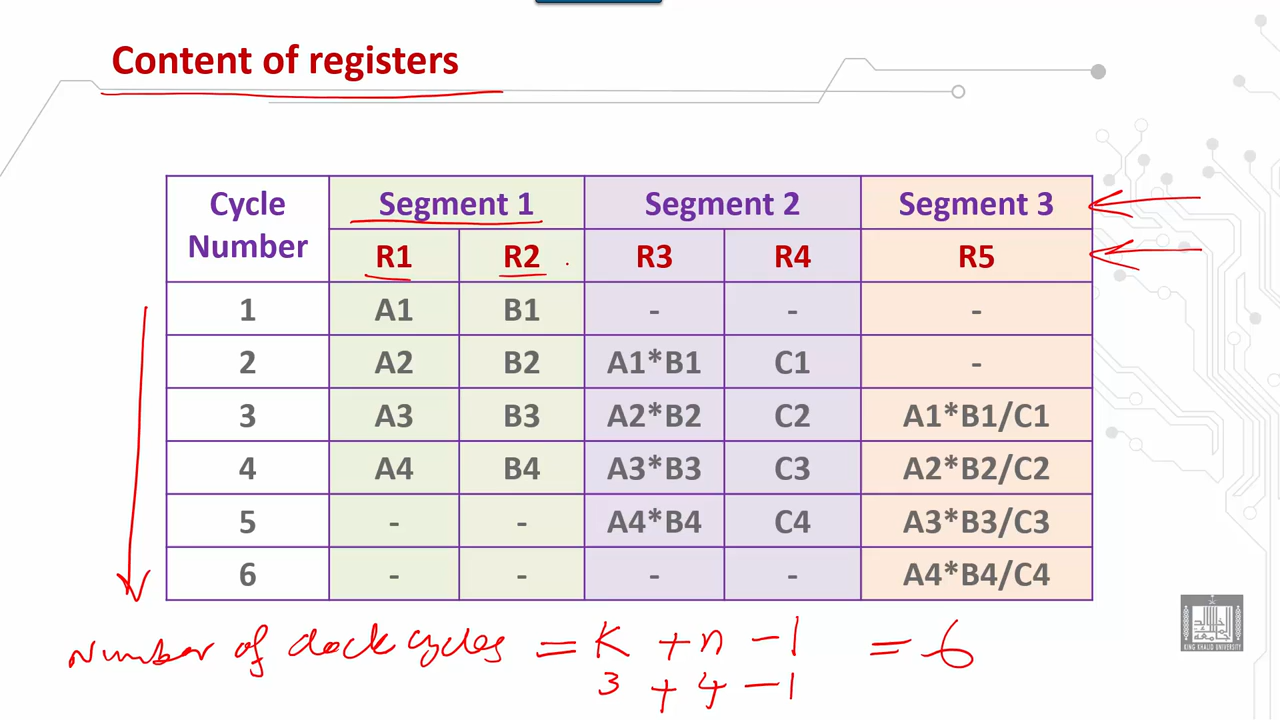 Content of registers
Cycle Number Segment 1 Segment 2 Segment 3
R1 R2 R3 R4 R5
1 A1 B1 - - -
2 A2 B2 A1*B1 C1 -
3 A3 B3 A2*B2 C2 A1*B1/C1
4 A4 B4 A3*B3 C3 A2*B2/C2
5 - - A4*B4 C4 A3*B3/C3
6 - - - - A4*B4/C4
Number of clock cycles = K + n - 1 = 6
3 + 4 - 1
KING KHALID UNIVERSITY